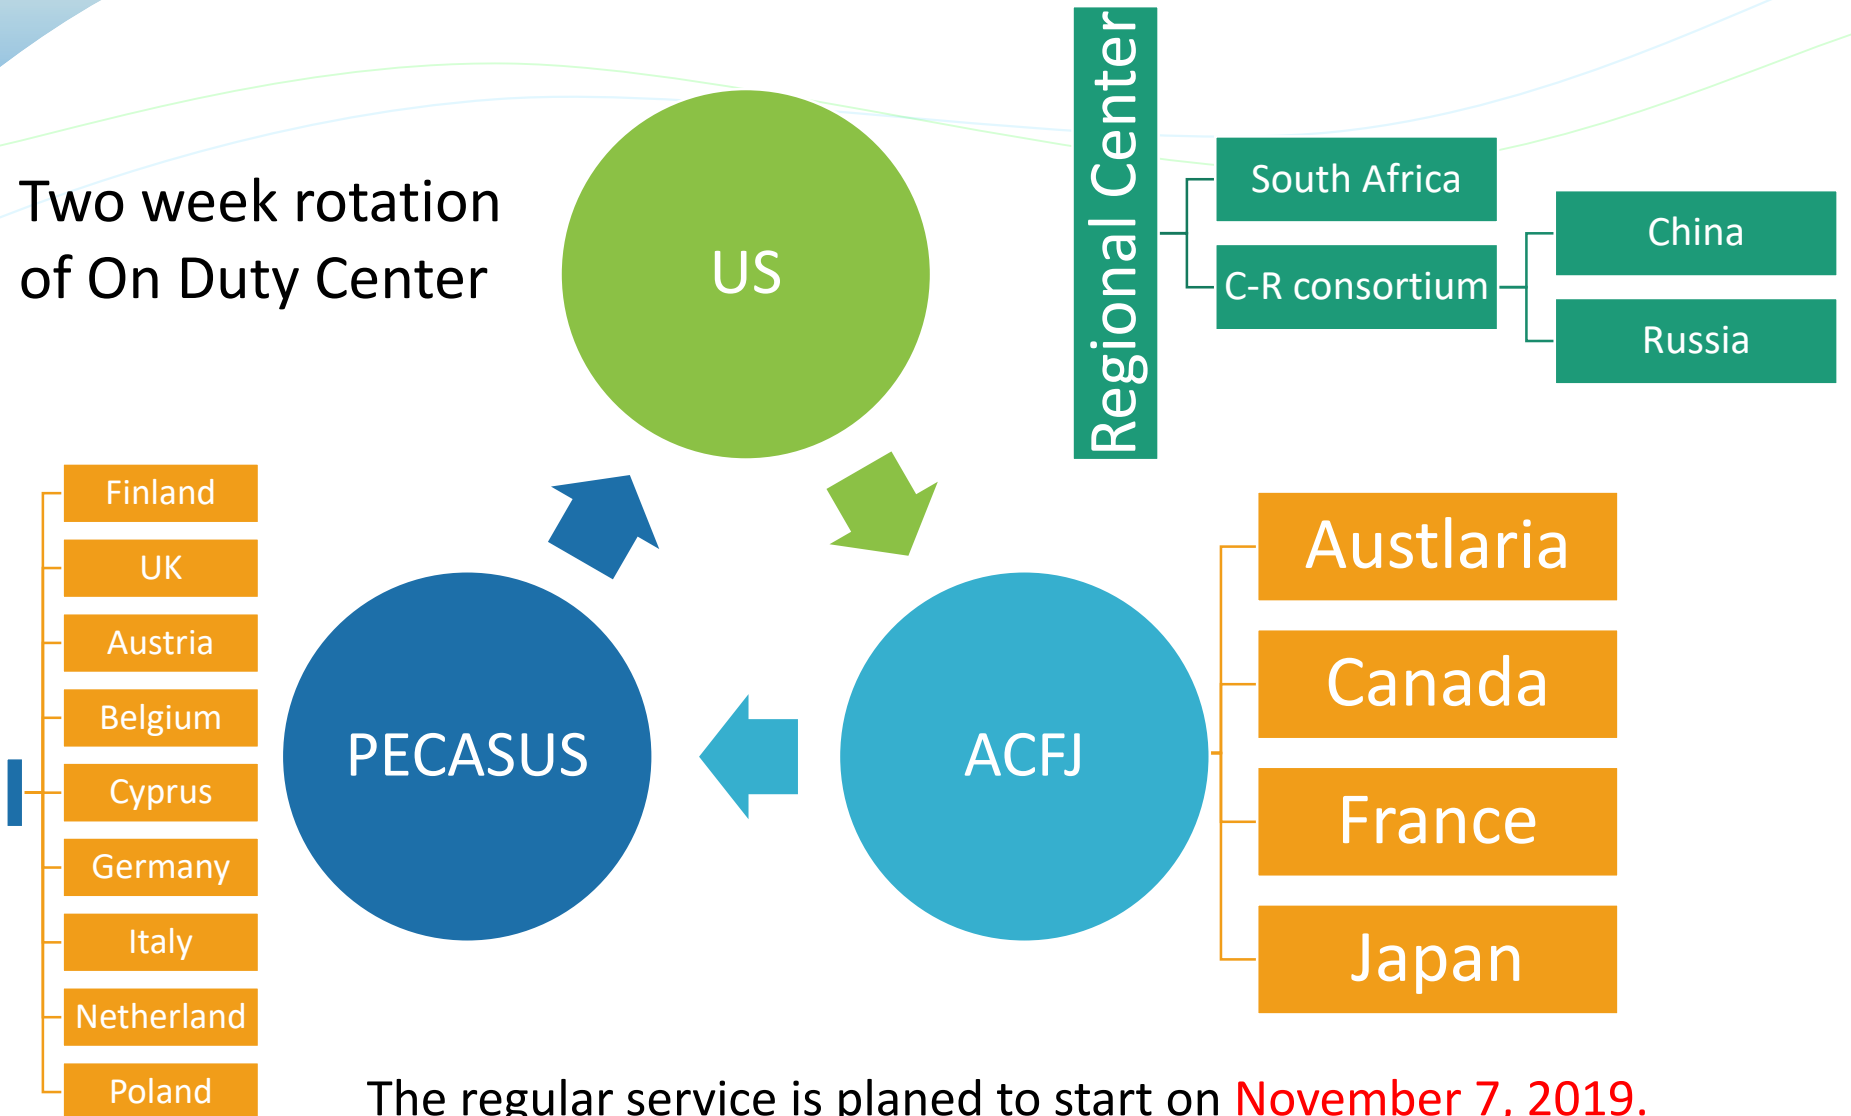 Two week rotation
of On Duty Center
US
Regional Center
South Africa
C-R consortium
China
Russia
Finland
UK
Austria
Belgium
Cyprus
Germany
Italy
Netherland
Poland
PECASUS
ACFJ
Austlaria
Canada
France
Japan
The regular service is planed to start on November 7, 2019.